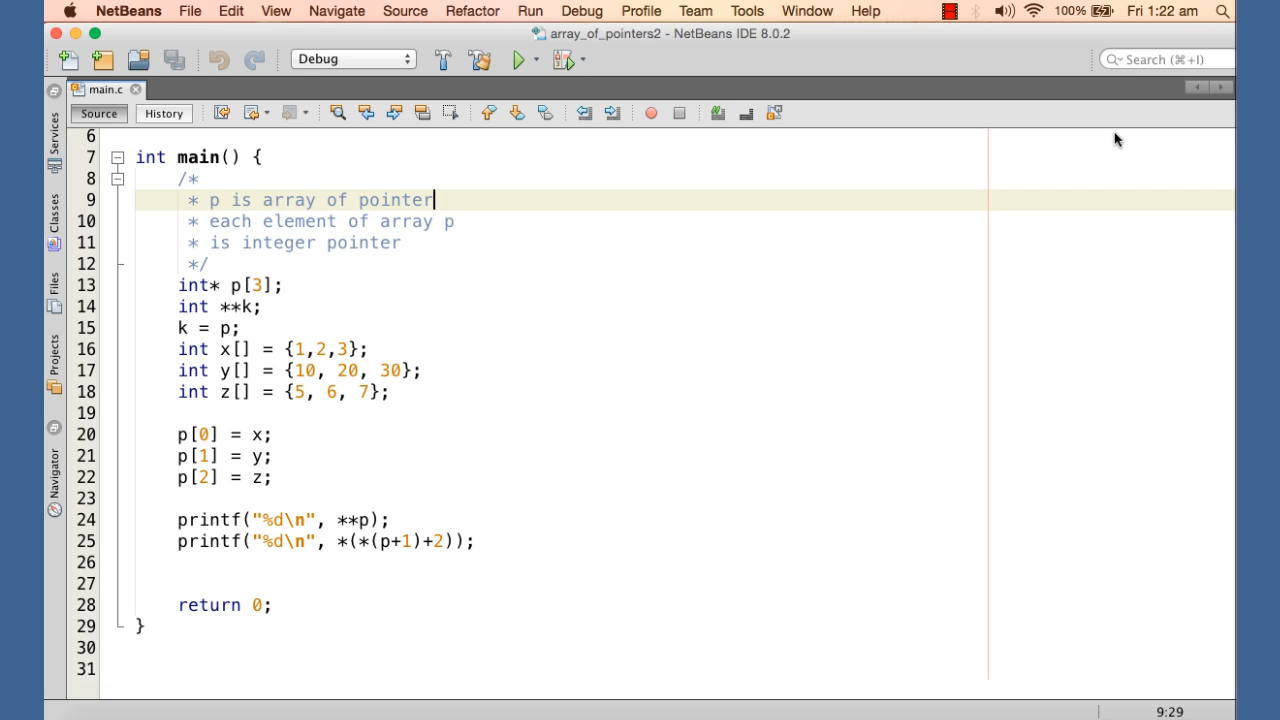 NetBeans File Edit View Navigate Source Refactor Run Debug Profile Team Tools Window Help 100% Fri 1:22 am
array_of_pointers2 - NetBeans IDE 8.0.2
Debug Search (⌘+I)
main.c
Source History
Services
Classes
Files
Projects
Navigator
6
7 int main() {
8     /*
9      * p is array of pointer
10      * each element of array p
11      * is integer pointer
12      */
13     int* p[3];
14     int **k;
15     k = p;
16     int x[] = {1,2,3};
17     int y[] = {10, 20, 30};
18     int z[] = {5, 6, 7};
19
20     p[0] = x;
21     p[1] = y;
22     p[2] = z;
23
24     printf("%d\n", **p);
25     printf("%d\n", *(*(p+1)+2));
26
27
28     return 0;
29 }
30
31
9:29